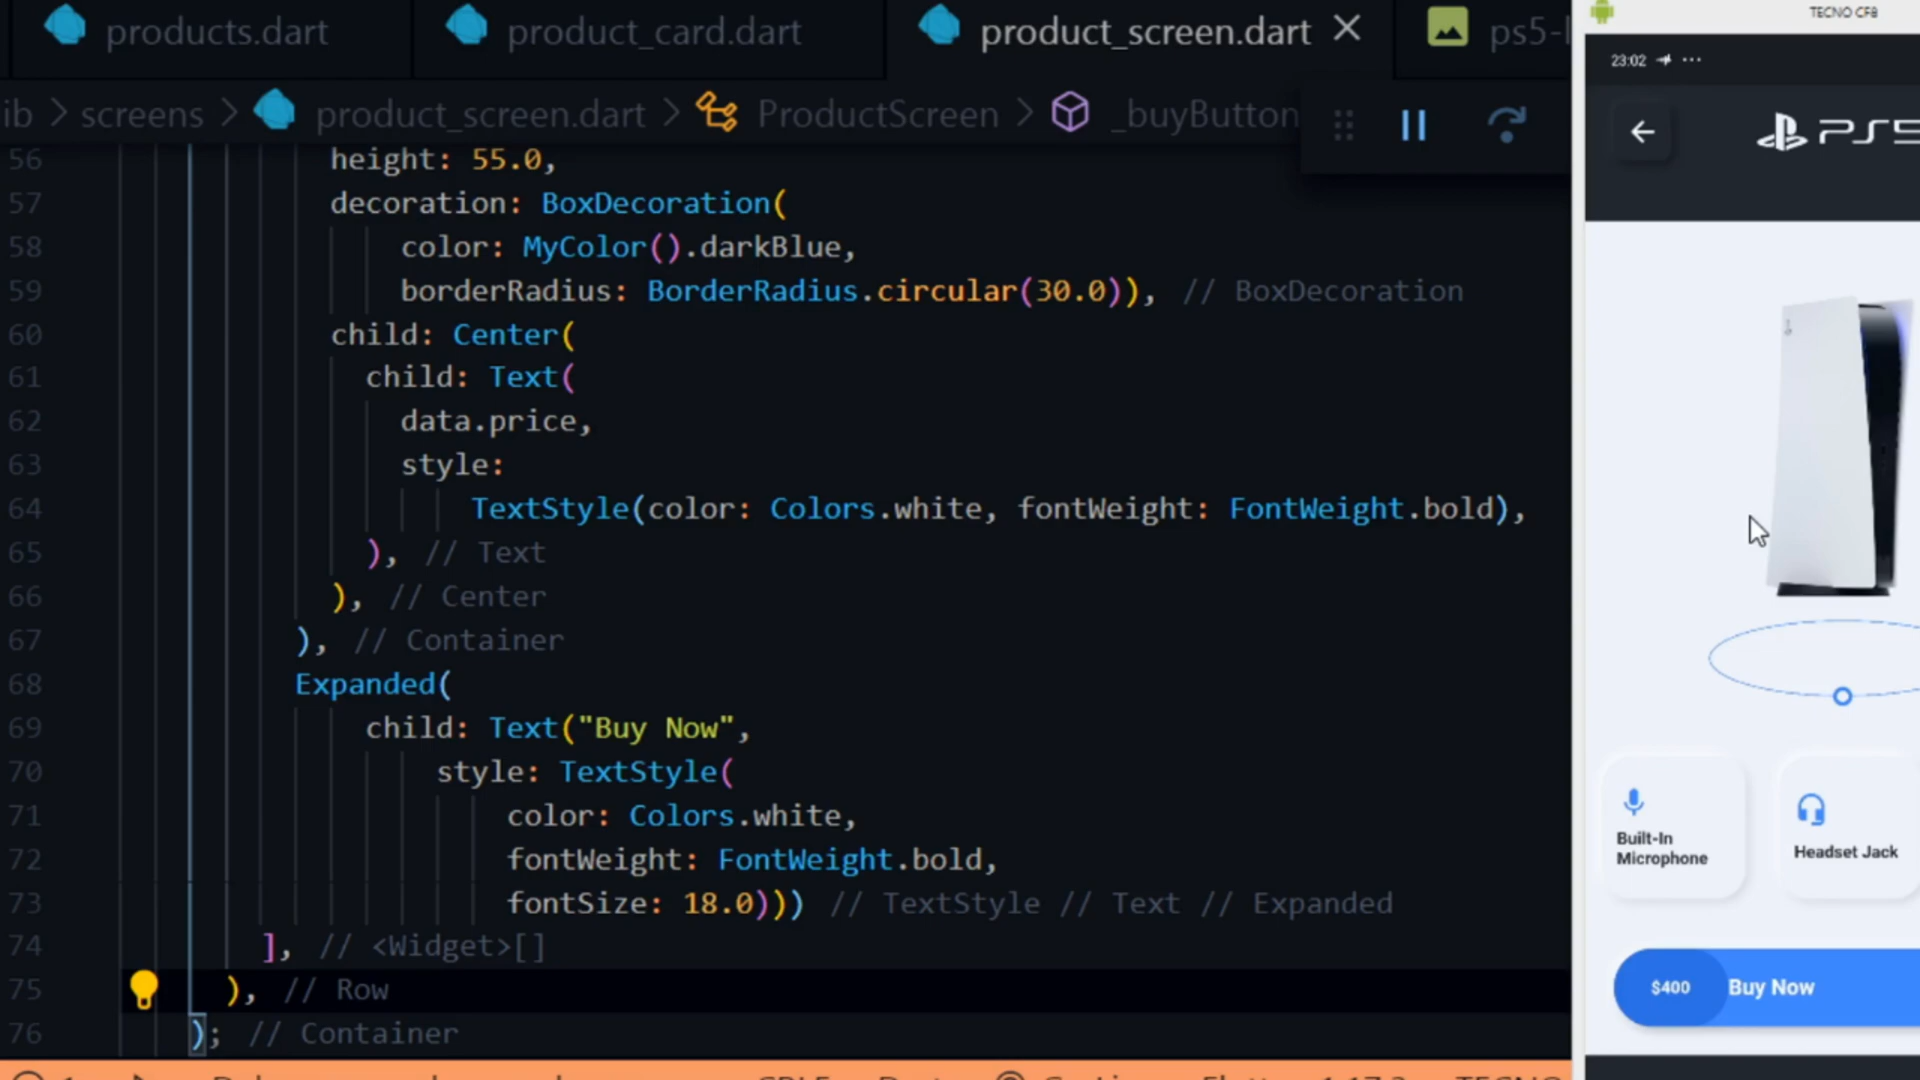 products.dart
product_card.dart
product_screen.dart
ps5-
ib > screens > product_screen.dart > ProductScreen > _buyButton
56 height: 55.0,
57 decoration: BoxDecoration(
58 color: MyColor().darkBlue,
59 borderRadius: BorderRadius.circular(30.0)), // BoxDecoration
60 child: Center(
61 child: Text(
62 data.price,
63 style:
64 TextStyle(color: Colors.white, fontWeight: FontWeight.bold),
65 ), // Text
66 ), // Center
67 ), // Container
68 Expanded(
69 child: Text("Buy Now",
70 style: TextStyle(
71 color: Colors.white,
72 fontWeight: FontWeight.bold,
73 fontSize: 18.0))) // TextStyle // Text // Expanded
74 ], // <Widget>[]
75 ), // Row
76 ); // Container
TECNO CF8
23:02
PS5
Built-In
Microphone
Headset Jack
$400
Buy Now